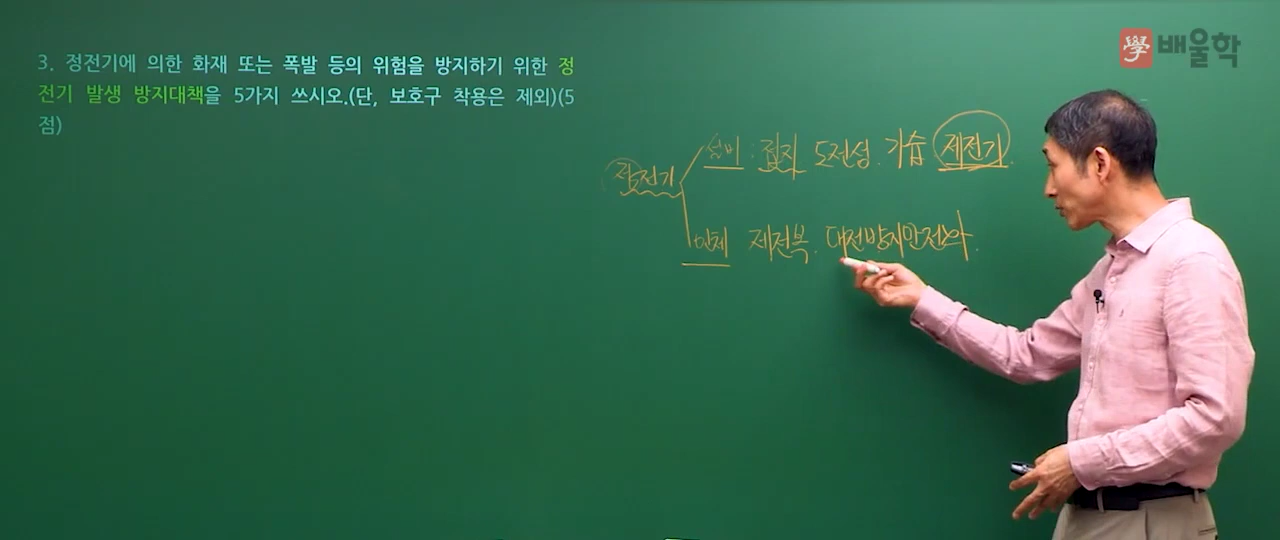 學 배울학
3. 정전기에 의한 화재 또는 폭발 등의 위험을 방지하기 위한 정
전기 발생 방지대책을 5가지 쓰시오.(단, 보호구 착용은 제외)(5
점)
정전기
설비 : 접지. 도전성. 가습 제전기.
인체 제전복. 대전방지안전화.